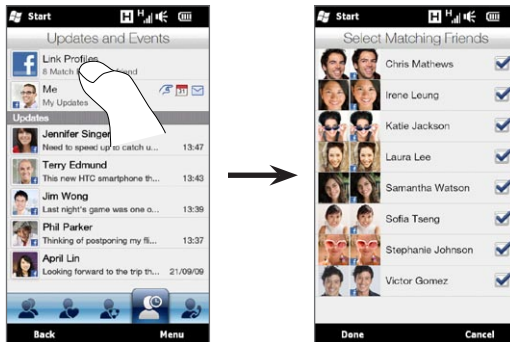 Start
H
Updates and Events
Link Profiles
8 Match
Me
My Updates
Updates
Jennifer Singer
Need to speed up to catch u...
13:47
Terry Edmund
This new HTC smartphone th...
13:43
Jim Wong
Last night's game was one o...
13:39
Phil Parker
Thinking of postponing my fli...
13:37
April Lin
Looking forward to the trip th...
21/09/09
Back
Menu
Start
H
Select Matching Friends
Chris Mathews
Irene Leung
Katie Jackson
Laura Lee
Samantha Watson
Sofia Tseng
Stephanie Johnson
Victor Gomez
Done
Cancel